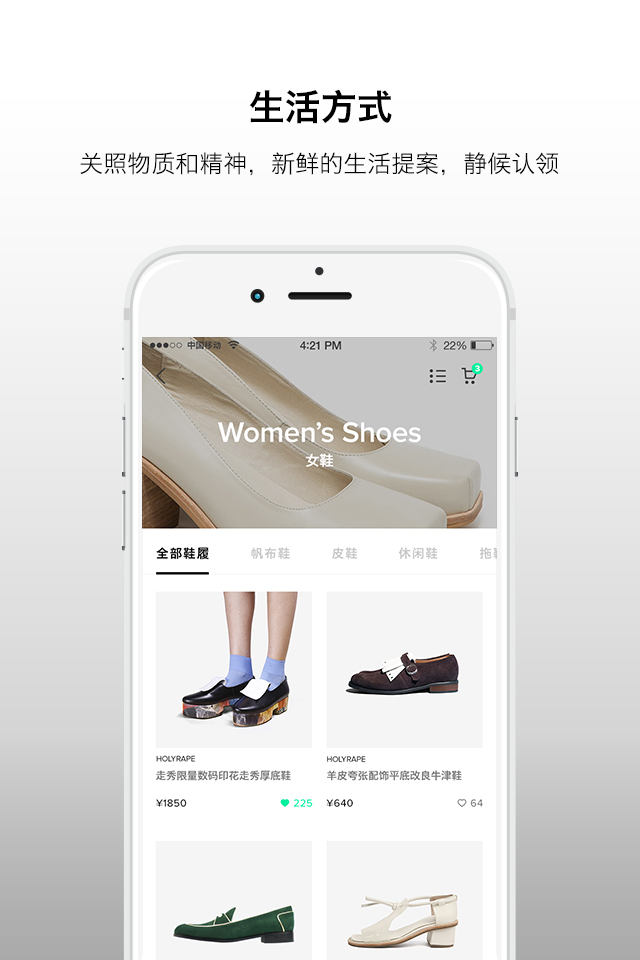 生活方式
关照物质和精神，新鲜的生活提案，静候认领
中国移动 4:21 PM 22%
3
Women's Shoes
女鞋
全部鞋履 帆布鞋 皮鞋 休闲鞋 拖鞋
HOLYRAPE HOLYRAPE
走秀限量数码印花走秀厚底鞋 羊皮夸张配饰平底改良牛津鞋
¥1850 225 ¥640 64